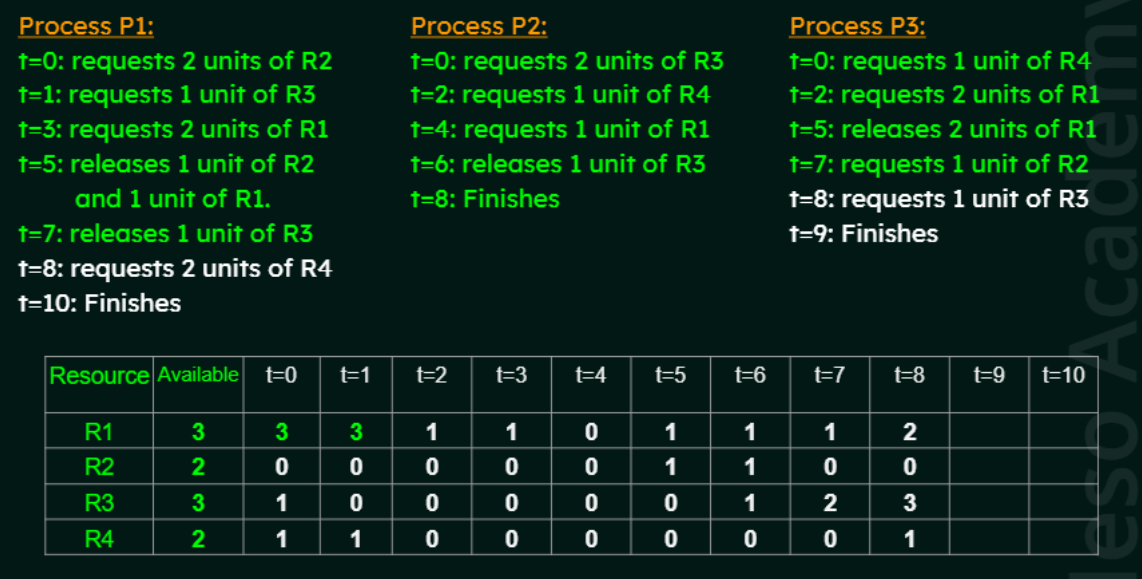 Process P1:
t=0: requests 2 units of R2
t=1: requests 1 unit of R3
t=3: requests 2 units of R1
t=5: releases 1 unit of R2
and 1 unit of R1.
t=7: releases 1 unit of R3
t=8: requests 2 units of R4
t=10: Finishes
Process P2:
t=0: requests 2 units of R3
t=2: requests 1 unit of R4
t=4: requests 1 unit of R1
t=6: releases 1 unit of R3
t=8: Finishes
Process P3:
t=0: requests 1 unit of R4
t=2: requests 2 units of R1
t=5: releases 2 units of R1
t=7: requests 1 unit of R2
t=8: requests 1 unit of R3
t=9: Finishes
Resource Available t=0 t=1 t=2 t=3 t=4 t=5 t=6 t=7 t=8 t=9 t=10
R1 3 3 3 1 1 0 1 1 1 2
R2 2 0 0 0 0 0 1 1 0 0
R3 3 1 0 0 0 0 0 1 2 3
R4 2 1 1 0 0 0 0 0 0 1
eso Academy